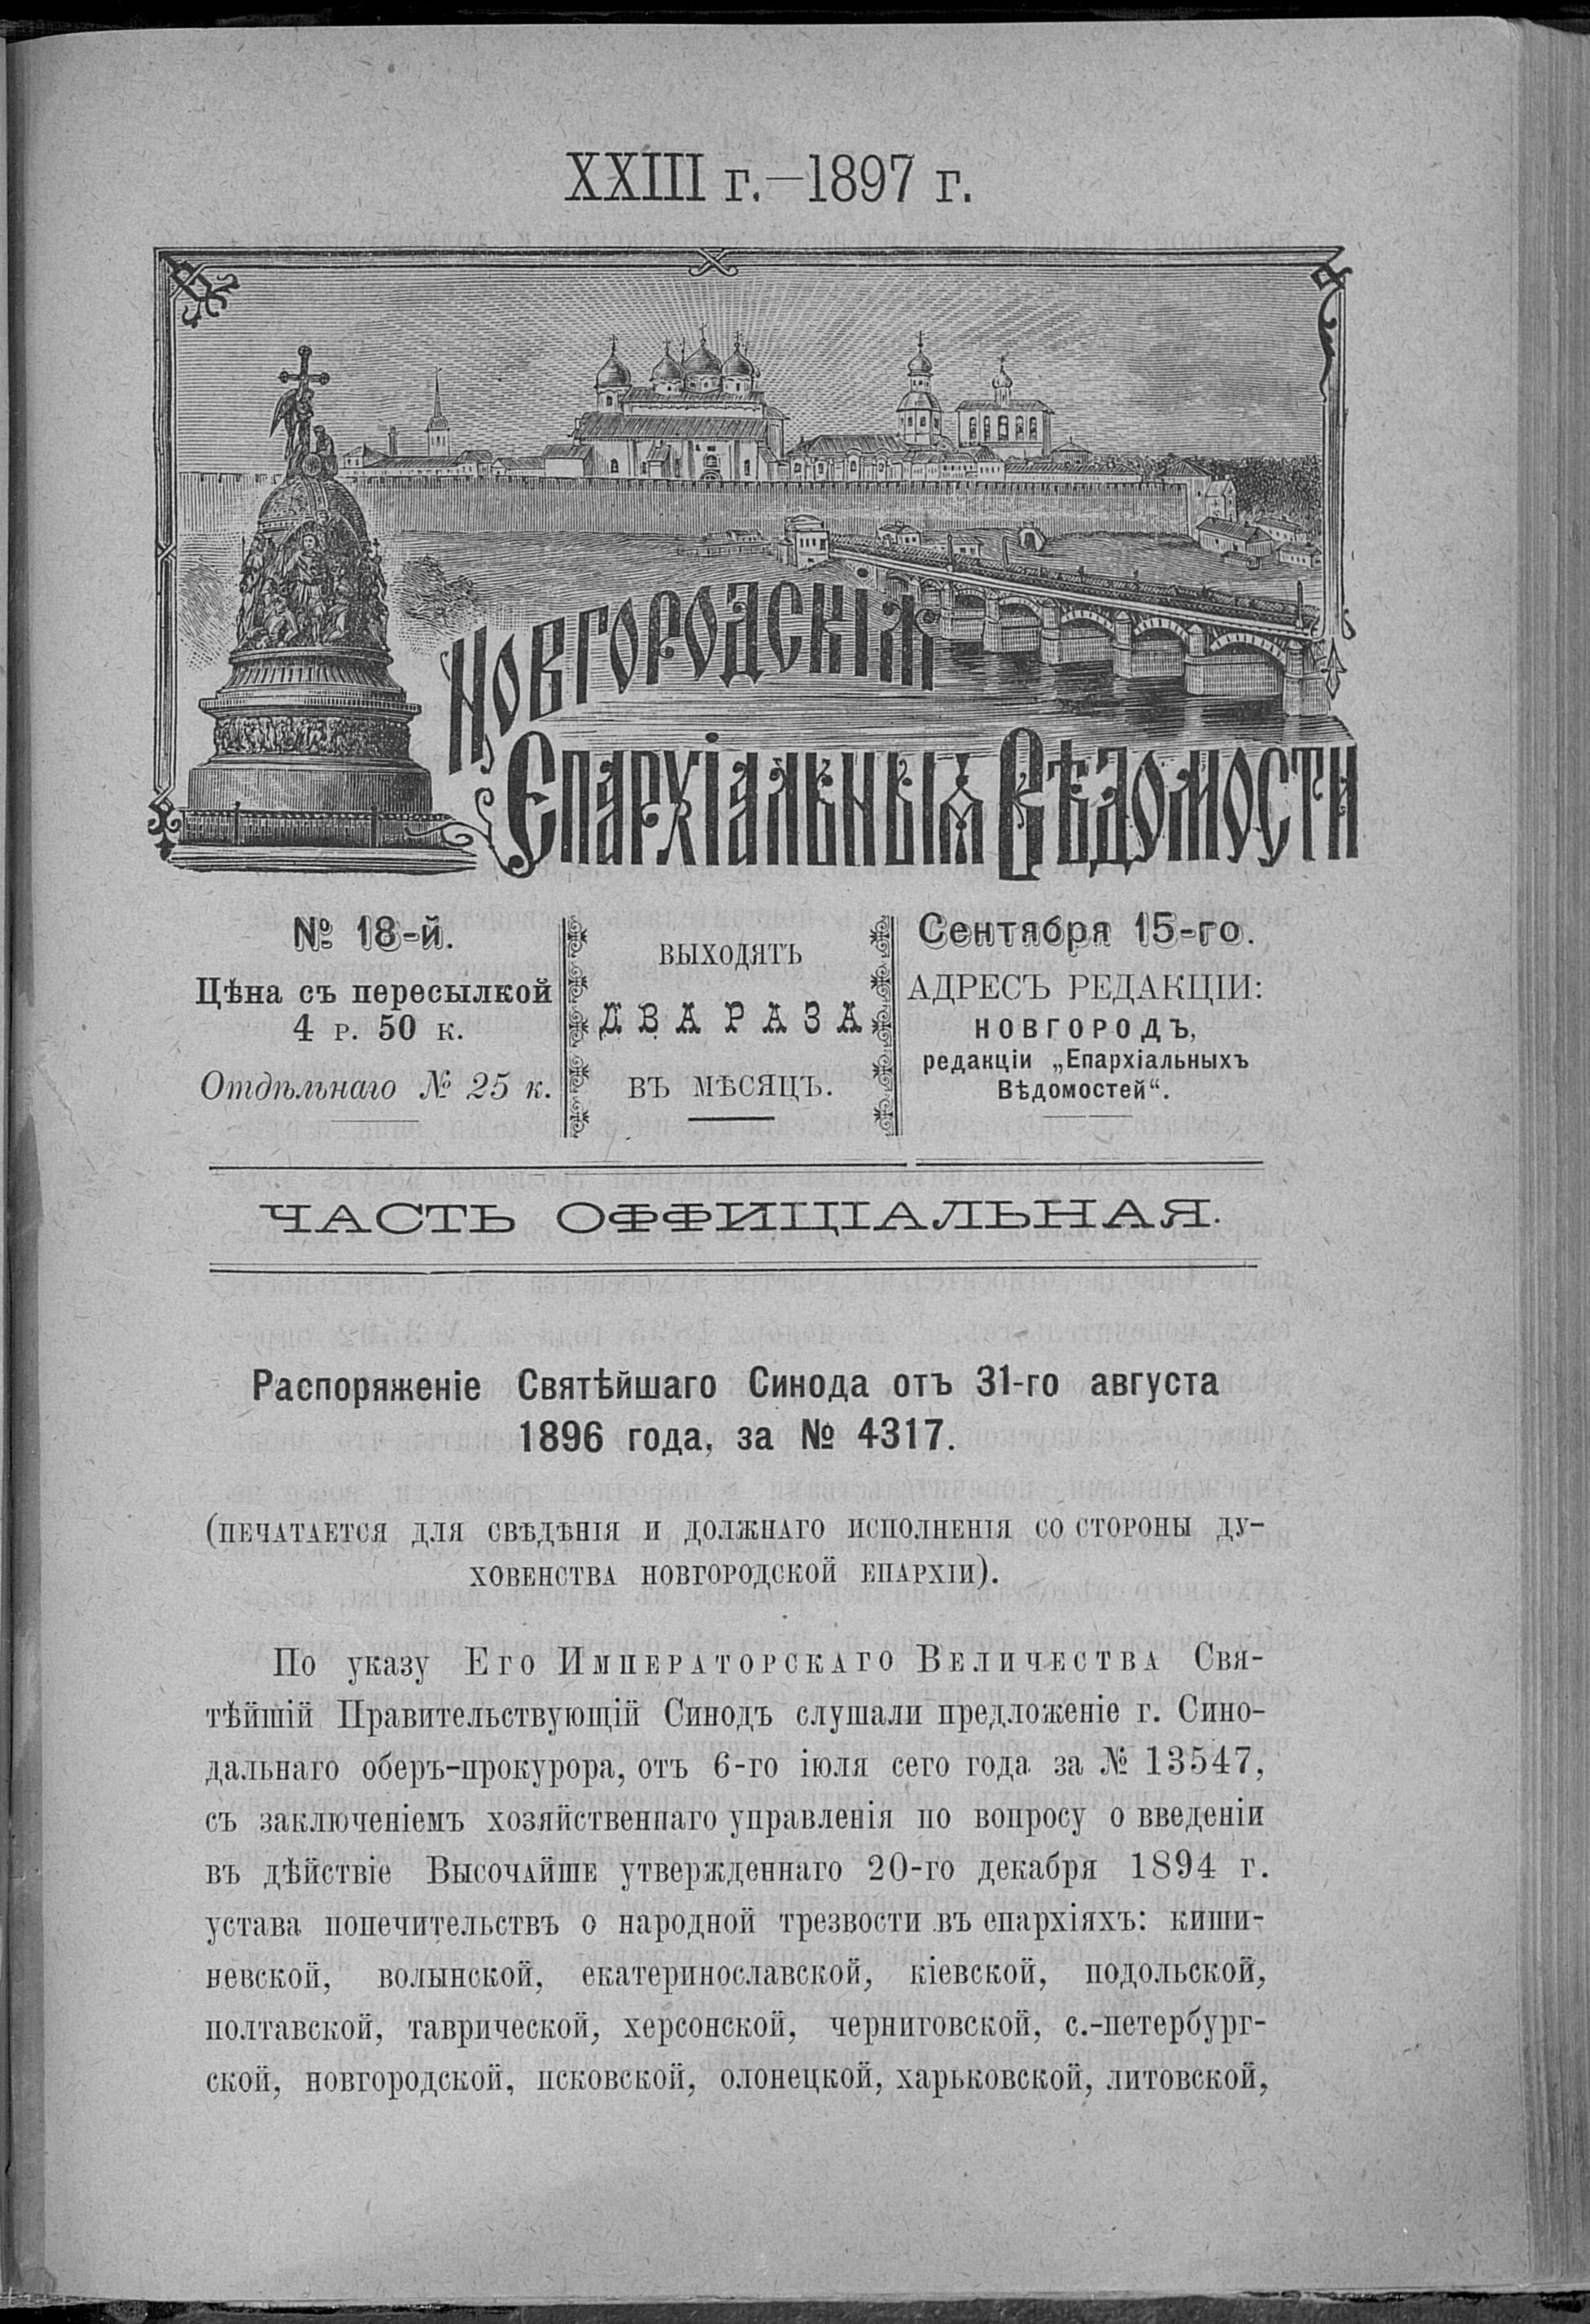 XXIII г.—1897 г.
Новгородскія
Епархіальныя Вѣдомости
№ 18-й.
Цѣна съ пересылкой
4 р. 50 к.
Отдѣльнаго № 25 к.
ВЫХОДЯТЪ
ДВА РАЗА
ВЪ МѢСЯЦЪ.
Сентября 15-го.
АДРЕСЪ РЕДАКЦІИ:
НОВГОРОДЪ,
редакціи „Епархіальныхъ
Вѣдомостей“.
ЧАСТЬ ОФФИЦІАЛЬНАЯ.
Распоряженіе Святѣйшаго Синода отъ 31-го августа
1896 года, за № 4317.
(ПЕЧАТАЕТСЯ ДЛЯ СВѢДѢНІЯ И ДОЛЖНАГО ИСПОЛНЕНІЯ СО СТОРОНЫ ДУ-
ХОВЕНСТВА НОВГОРОДСКОЙ ЕПАРХІИ).
По указу ЕГО ИМПЕРАТОРСКАГО ВЕЛИЧЕСТВА Свя-
тѣйшій Правительствующій Синодъ слушали предложеніе г. Сино-
дальнаго оберъ-прокурора, отъ 6-го іюля сего года за № 13547,
съ заключеніемъ хозяйственнаго управленія по вопросу о введеніи
въ дѣйствіе ВЫСОЧАЙШЕ утвержденнаго 20-го декабря 1894 г.
устава попечительствъ о народной трезвости въ епархіяхъ: киши-
невской, волынской, екатеринославской, кіевской, подольской,
полтавской, таврической, херсонской, черниговской, с.-петербург-
ской, новгородской, псковской, олонецкой, харьковской, литовской,